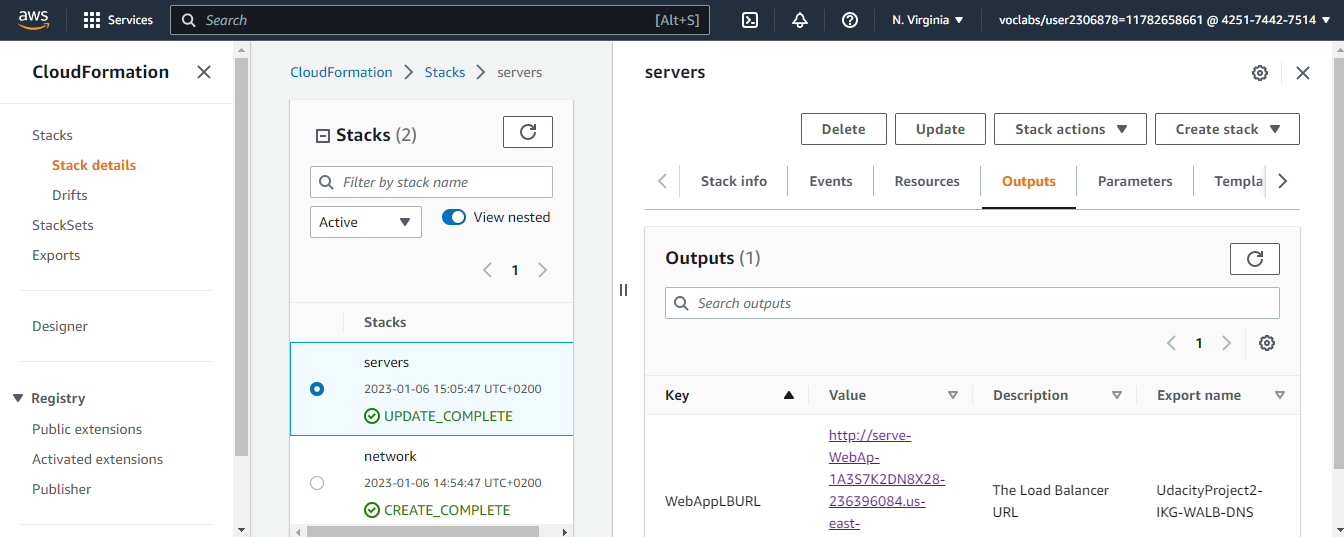 aws
Services
Search
[Alt+S]
N. Virginia
voclabs/user2306878=11782658661 @ 4251-7442-7514
CloudFormation
Stacks
Stack details
Drifts
StackSets
Exports
Designer
Registry
Public extensions
Activated extensions
Publisher
CloudFormation
Stacks
servers
Stacks (2)
Filter by stack name
Active
View nested
1
Stacks
servers
2023-01-06 15:05:47 UTC+0200
UPDATE_COMPLETE
network
2023-01-06 14:54:47 UTC+0200
CREATE_COMPLETE
servers
Delete
Update
Stack actions
Create stack
Stack info
Events
Resources
Outputs
Parameters
Templa
Outputs (1)
Search outputs
1
Key
Value
Description
Export name
WebAppLBURL
http://serve-
WebAp-
1A3S7K2DN8X28-
236396084.us-
east-
The Load Balancer
URL
UdacityProject2-
IKG-WALB-DNS